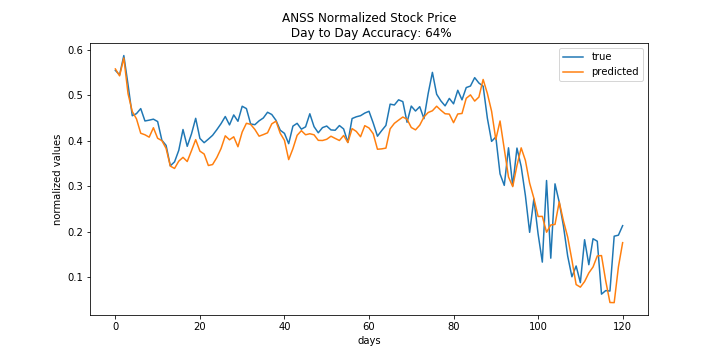 ANSS Normalized Stock Price
Day to Day Accuracy: 64%
true
predicted
normalized values
0.6
0.5
0.4
0.3
0.2
0.1
0 20 40 60 80 100 120
days